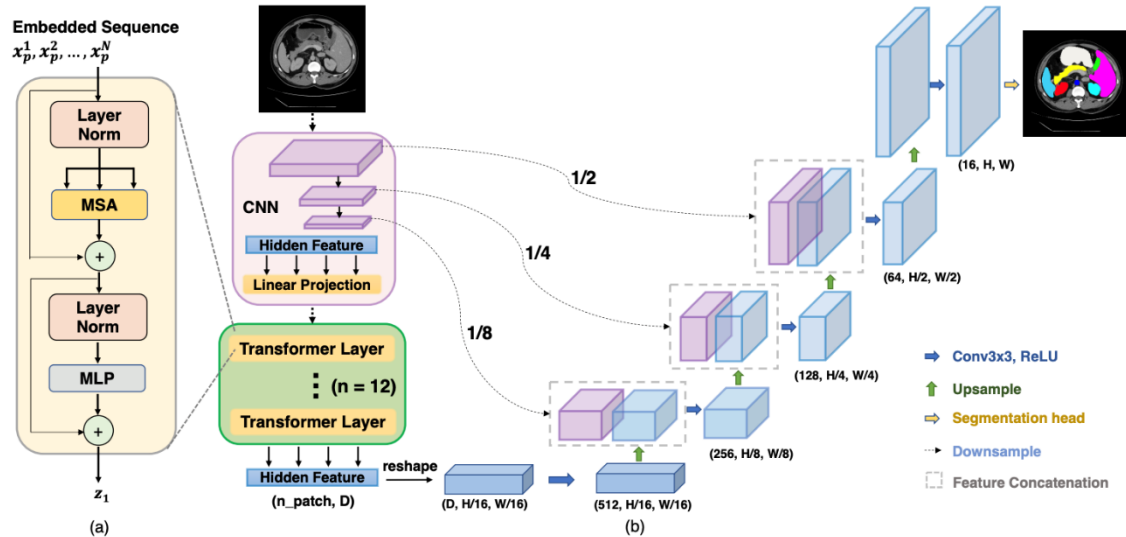 Embedded Sequence
x_p^1, x_p^2, ..., x_p^N
Layer
Norm
MSA
+
Layer
Norm
MLP
+
z_1
(a)
CNN
Hidden Feature
Linear Projection
Transformer Layer
(n = 12)
Transformer Layer
Hidden Feature
(n_patch, D)
reshape
(D, H/16, W/16)
(512, H/16, W/16)
(b)
1/2
1/4
1/8
(256, H/8, W/8)
(128, H/4, W/4)
(64, H/2, W/2)
(16, H, W)
Conv3x3, ReLU
Upsample
Segmentation head
Downsample
Feature Concatenation